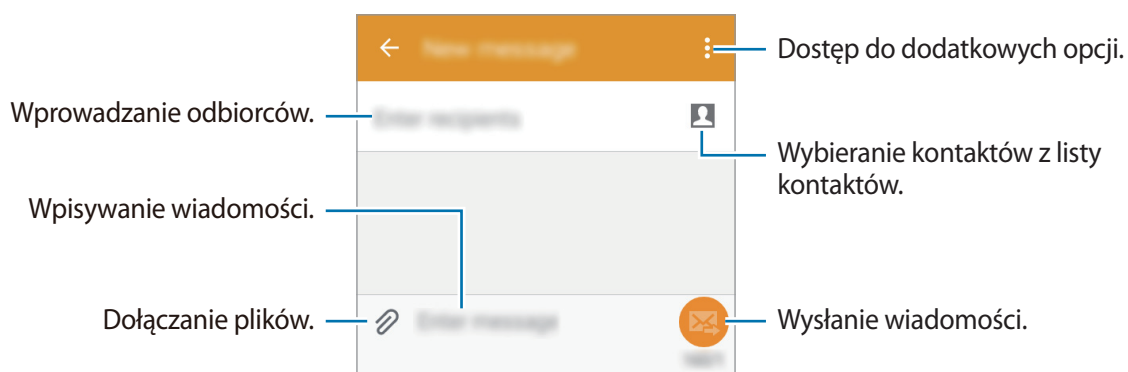 New message
Dostęp do dodatkowych opcji.
Wprowadzanie odbiorców.
Enter recipients
Wybieranie kontaktów z listy
kontaktów.
Wpisywanie wiadomości.
Dołączanie plików.
Enter message
Wysłanie wiadomości.